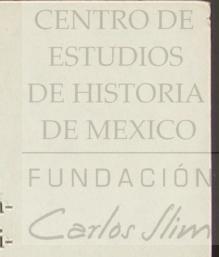 CENTRO DE
ESTUDIOS
DE HISTORIA
DE MEXICO
FUNDACIÓN
Carlos Slim